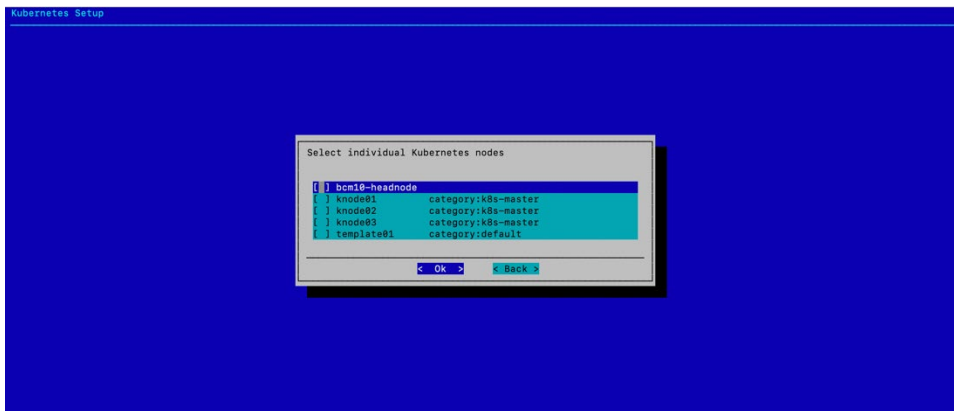 Kubernetes Setup
Select individual Kubernetes nodes
[ ] bcm10-headnode
[ ] knode01 category:k8s-master
[ ] knode02 category:k8s-master
[ ] knode03 category:k8s-master
[ ] template01 category:default
< Ok > < Back >